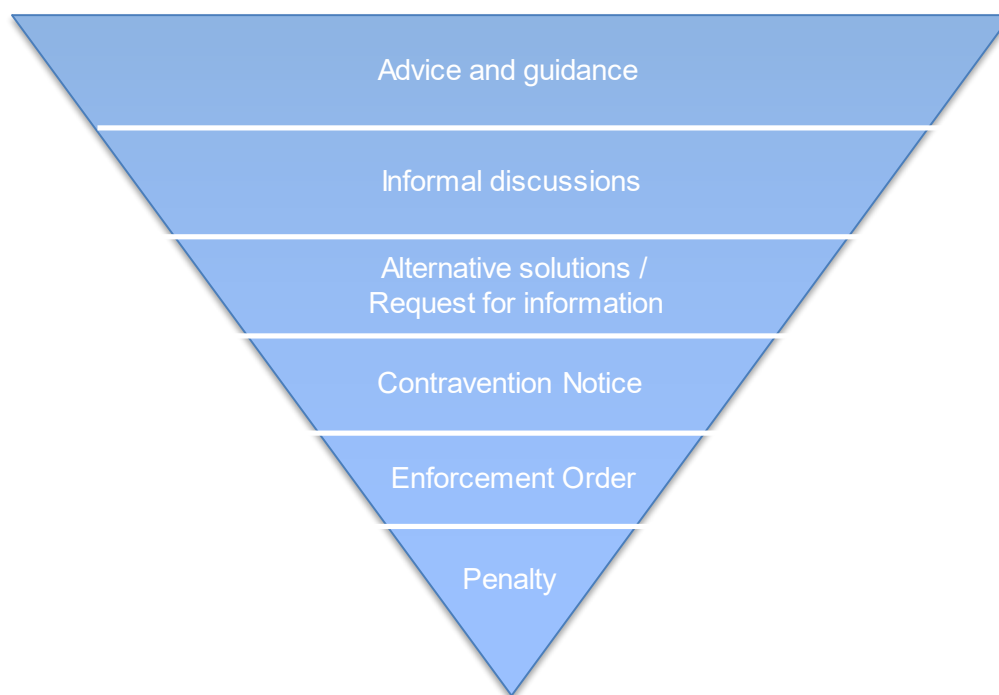 Advice and guidance
Informal discussions
Alternative solutions /
Request for information
Contravention Notice
Enforcement Order
Penalty